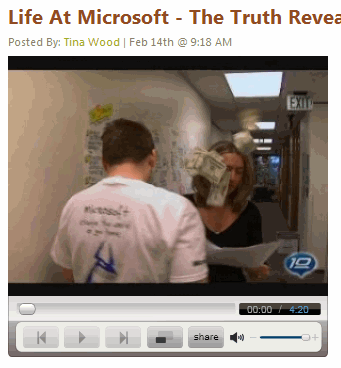 Life At Microsoft - The Truth Revea
Posted By: Tina Wood | Feb 14th @ 9:18 AM
EXIT
microsoft
10
00:00 / 4:20
share